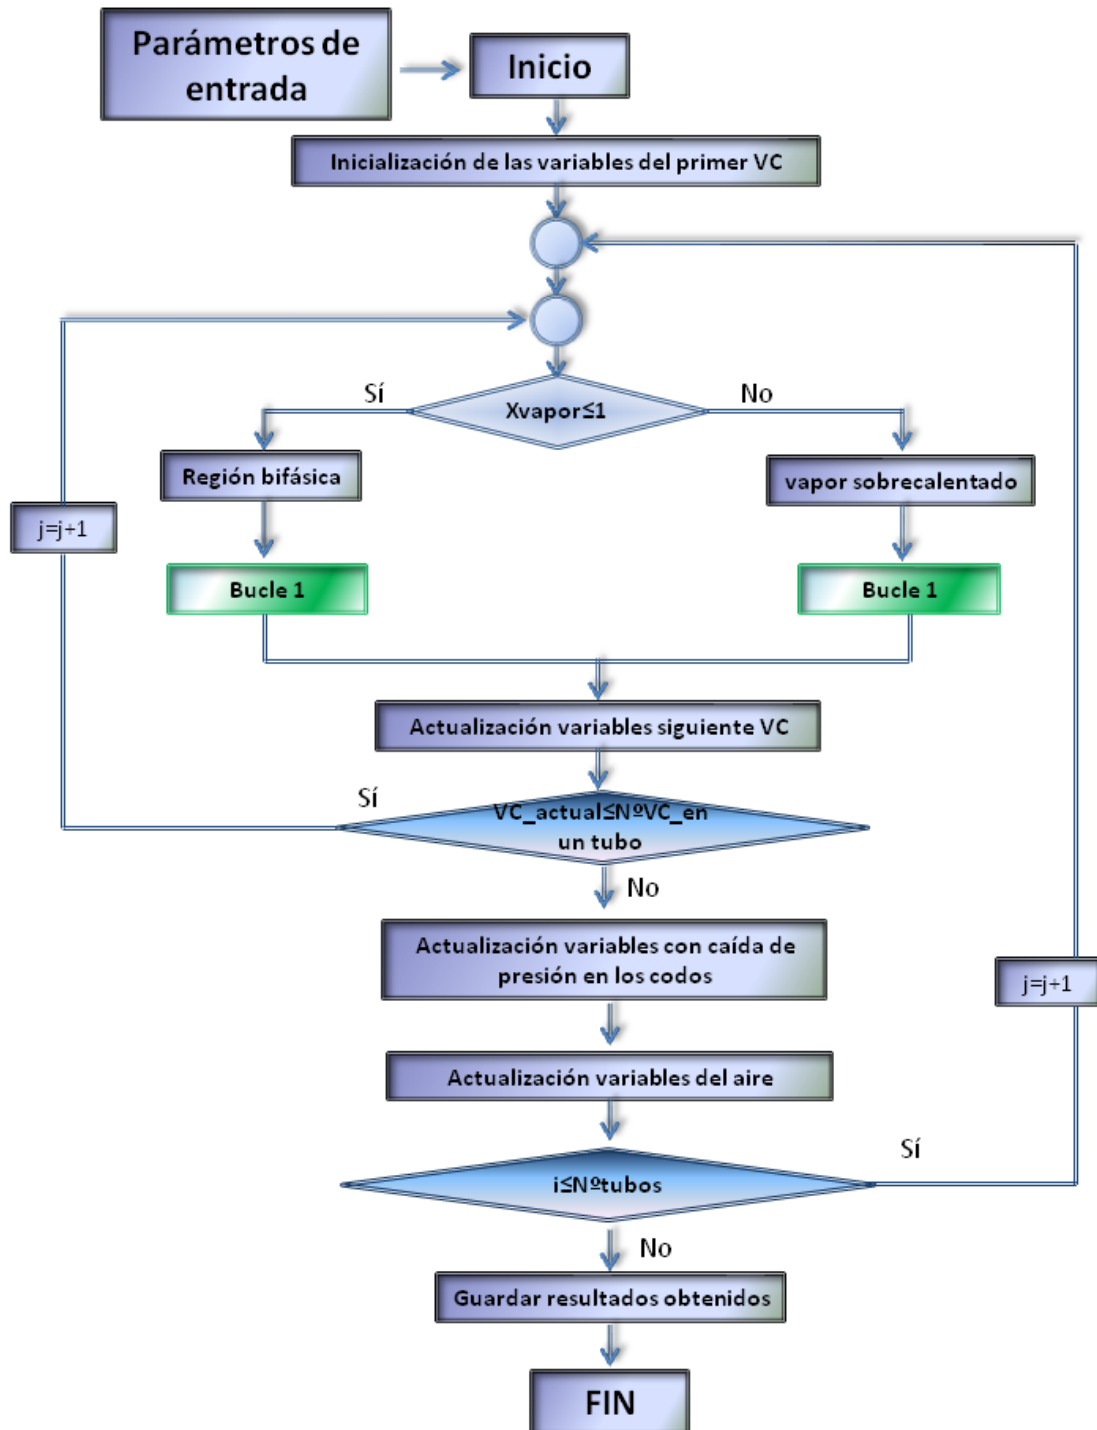 Parámetros de
entrada
Inicio
Inicialización de las variables del primer VC
Sí
Xvapor≤1
No
Región bifásica
vapor sobrecalentado
j=j+1
Bucle 1
Bucle 1
Actualización variables siguiente VC
Sí
VC_actual≤NºVC_en
un tubo
No
Actualización variables con caída de
presión en los codos
j=j+1
Actualización variables del aire
Sí
i≤Nºtubos
No
Guardar resultados obtenidos
FIN